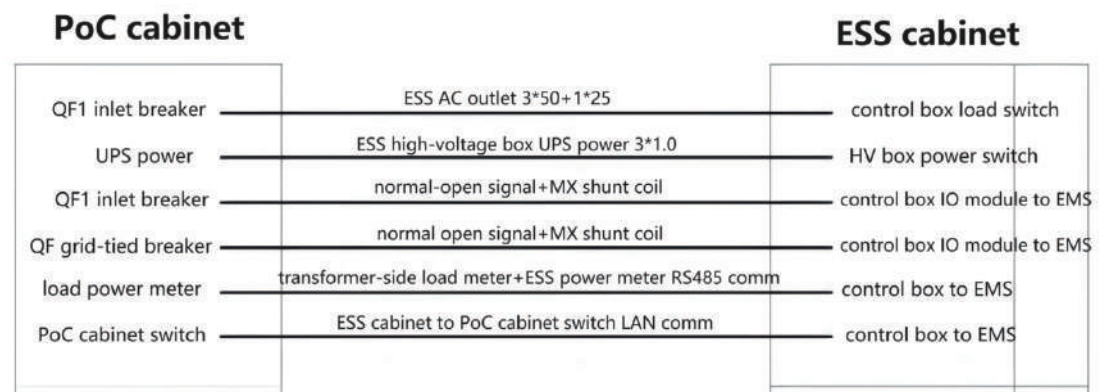 PoC cabinet
ESS cabinet
QF1 inlet breaker ESS AC outlet 3*50+1*25 control box load switch
UPS power ESS high-voltage box UPS power 3*1.0 HV box power switch
QF1 inlet breaker normal-open signal+MX shunt coil control box IO module to EMS
QF grid-tied breaker normal open signal+MX shunt coil control box IO module to EMS
load power meter transformer-side load meter+ESS power meter RS485 comm control box to EMS
PoC cabinet switch ESS cabinet to PoC cabinet switch LAN comm control box to EMS